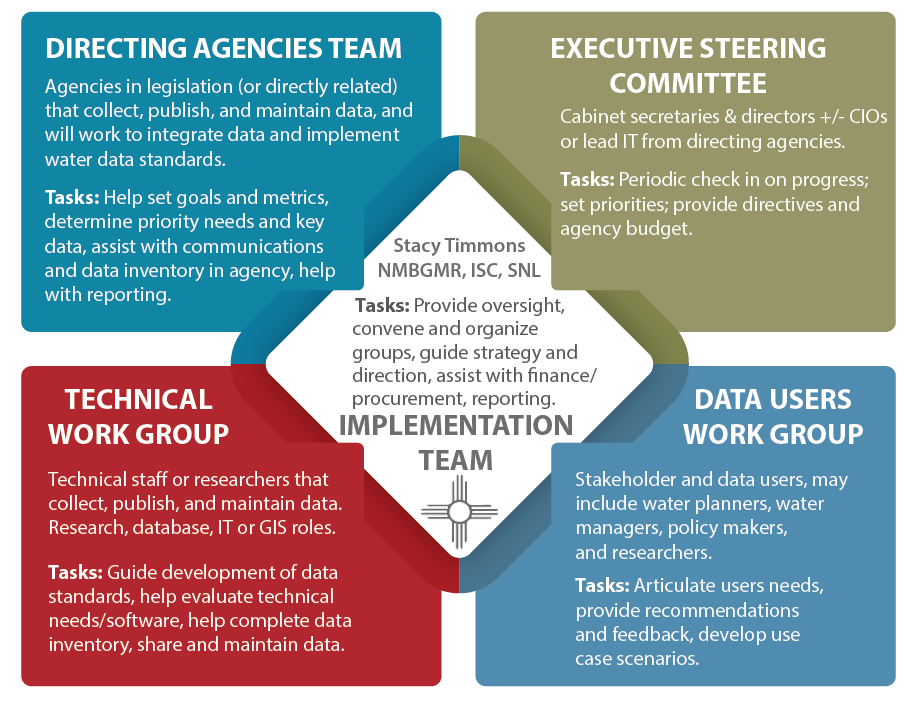 DIRECTING AGENCIES TEAM
Agencies in legislation (or directly related)
that collect, publish, and maintain data, and
will work to integrate data and implement
water data standards.
Tasks: Help set goals and metrics,
determine priority needs and key
data, assist with communications
and data inventory in agency, help
with reporting.
EXECUTIVE STEERING
COMMITTEE
Cabinet secretaries & directors +/- CIOs
or lead IT from directing agencies.
Tasks: Periodic check in on progress;
set priorities; provide directives and
agency budget.
Stacy Timmons
NMBGMR, ISC, SNL
Tasks: Provide oversight,
convene and organize
groups, guide strategy and
direction, assist with finance/
procurement, reporting.
IMPLEMENTATION
TEAM
TECHNICAL
WORK GROUP
Technical staff or researchers that
collect, publish, and maintain data.
Research, database, IT or GIS roles.
Tasks: Guide development of data
standards, help evaluate technical
needs/software, help complete data
inventory, share and maintain data.
DATA USERS
WORK GROUP
Stakeholder and data users, may
include water planners, water
managers, policy makers,
and researchers.
Tasks: Articulate users needs,
provide recommendations
and feedback, develop use
case scenarios.